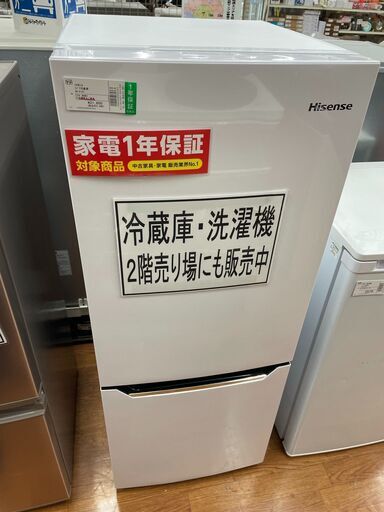 Hisense
1年保証
家電1年保証
対象商品
中古家具・家電 販売業界No.1
冷蔵庫・洗濯機
2階売り場にも販売中